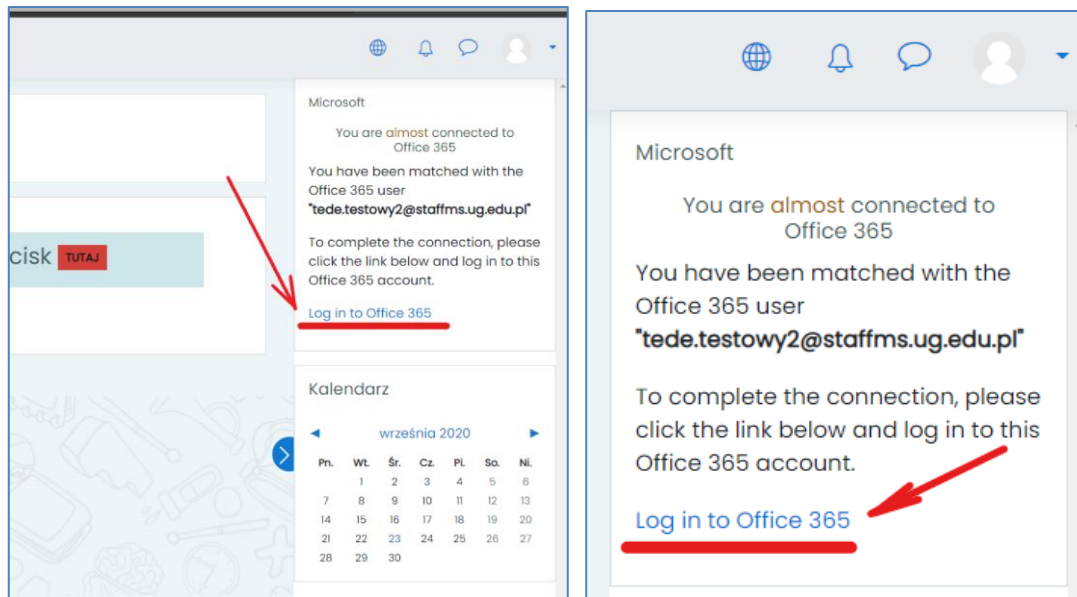 Microsoft
You are almost connected to
Office 365
You have been matched with the
Office 365 user
"tede.testowy2@staffms.ug.edu.pl"
To complete the connection, please
click the link below and log in to this
Office 365 account.
Log in to Office 365
cisk TUTAJ
Kalendarz
września 2020
Pn. Wt. Śr. Cz. Pi. So. Ni.
1 2 3 4 5 6
7 8 9 10 11 12 13
14 15 16 17 18 19 20
21 22 23 24 25 26 27
28 29 30
Microsoft
You are almost connected to
Office 365
You have been matched with the
Office 365 user
"tede.testowy2@staffms.ug.edu.pl"
To complete the connection, please
click the link below and log in to this
Office 365 account.
Log in to Office 365